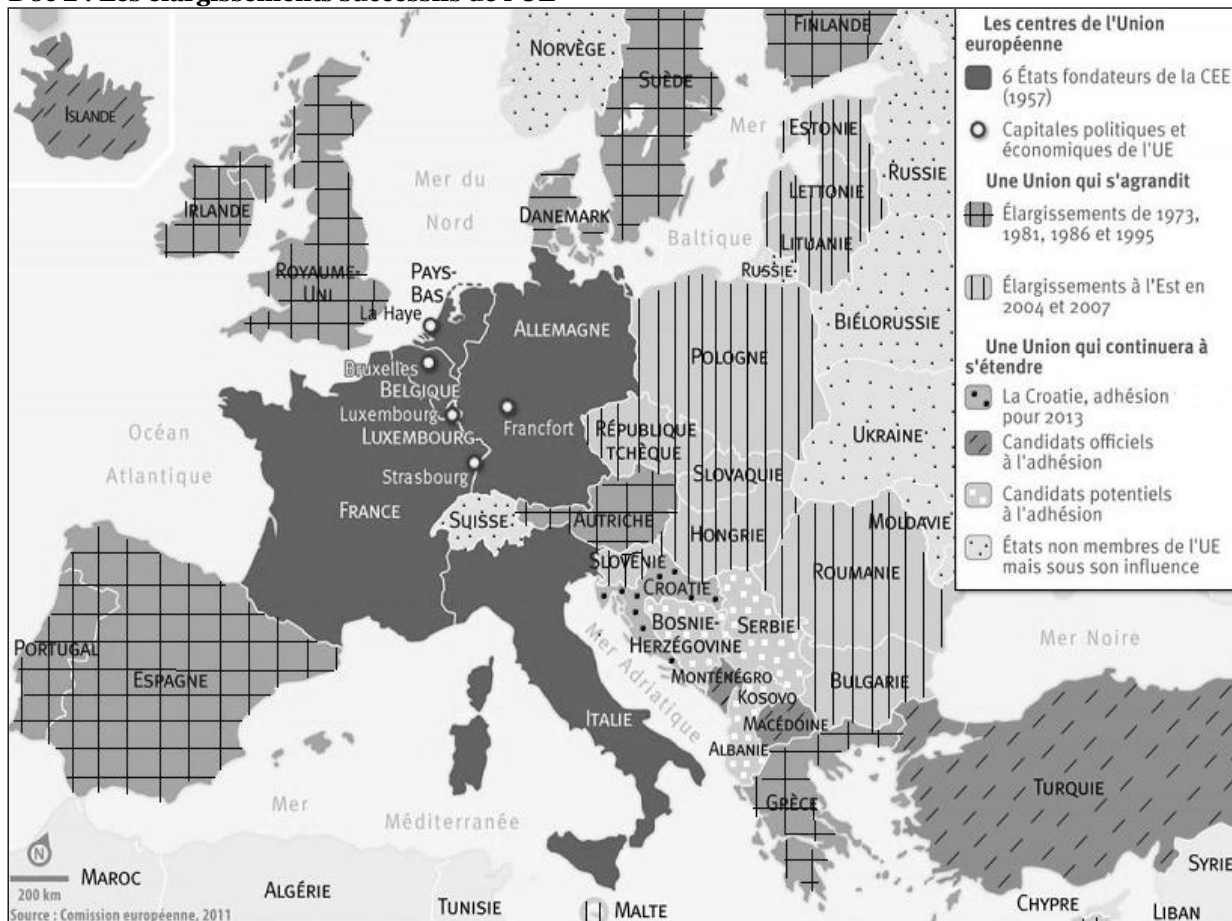 Doc 2 : Les élargissements successifs de l'UE
ISLANDE
NORVÈGE
SUÈDE
FINLANDE
ESTONIE
LETTONIE
LITUANIE
RUSSIE
RUSSIE
Mer
Baltique
Mer du
Nord
IRLANDE
ROYAUME-
UNI
DANEMARK
PAYS-
BAS
La Haye
Bruxelles
BELGIQUE
Luxembourg
LUXEMBOURG
Strasbourg
ALLEMAGNE
Francfort
POLOGNE
BIÉLORUSSIE
UKRAINE
MOLDAVIE
RÉPUBLIQUE
TCHÈQUE
SLOVAQUIE
AUTRICHE
HONGRIE
ROUMANIE
Océan
Atlantique
FRANCE
SUISSE
SLOVÉNIE
CROATIE
BOSNIE-
HERZÉGOVINE
SERBIE
MONTÉNÉGRO
KOSOVO
MACÉDOINE
ALBANIE
BULGARIE
Mer Noire
Mer Adriatique
ITALIE
PORTUGAL
ESPAGNE
GRÈCE
TURQUIE
Mer
Méditerranée
MAROC
ALGÉRIE
TUNISIE
MALTE
CHYPRE
SYRIE
LIBAN
N
200 km
Source : Comission européenne, 2011
Les centres de l'Union
européenne
6 États fondateurs de la CEE
(1957)
Capitales politiques et
économiques de l'UE
Une Union qui s'agrandit
Élargissements de 1973,
1981, 1986 et 1995
Élargissements à l'Est en
2004 et 2007
Une Union qui continuera à
s'étendre
La Croatie, adhésion
pour 2013
Candidats officiels
à l'adhésion
Candidats potentiels
à l'adhésion
États non membres de l'UE
mais sous son influence